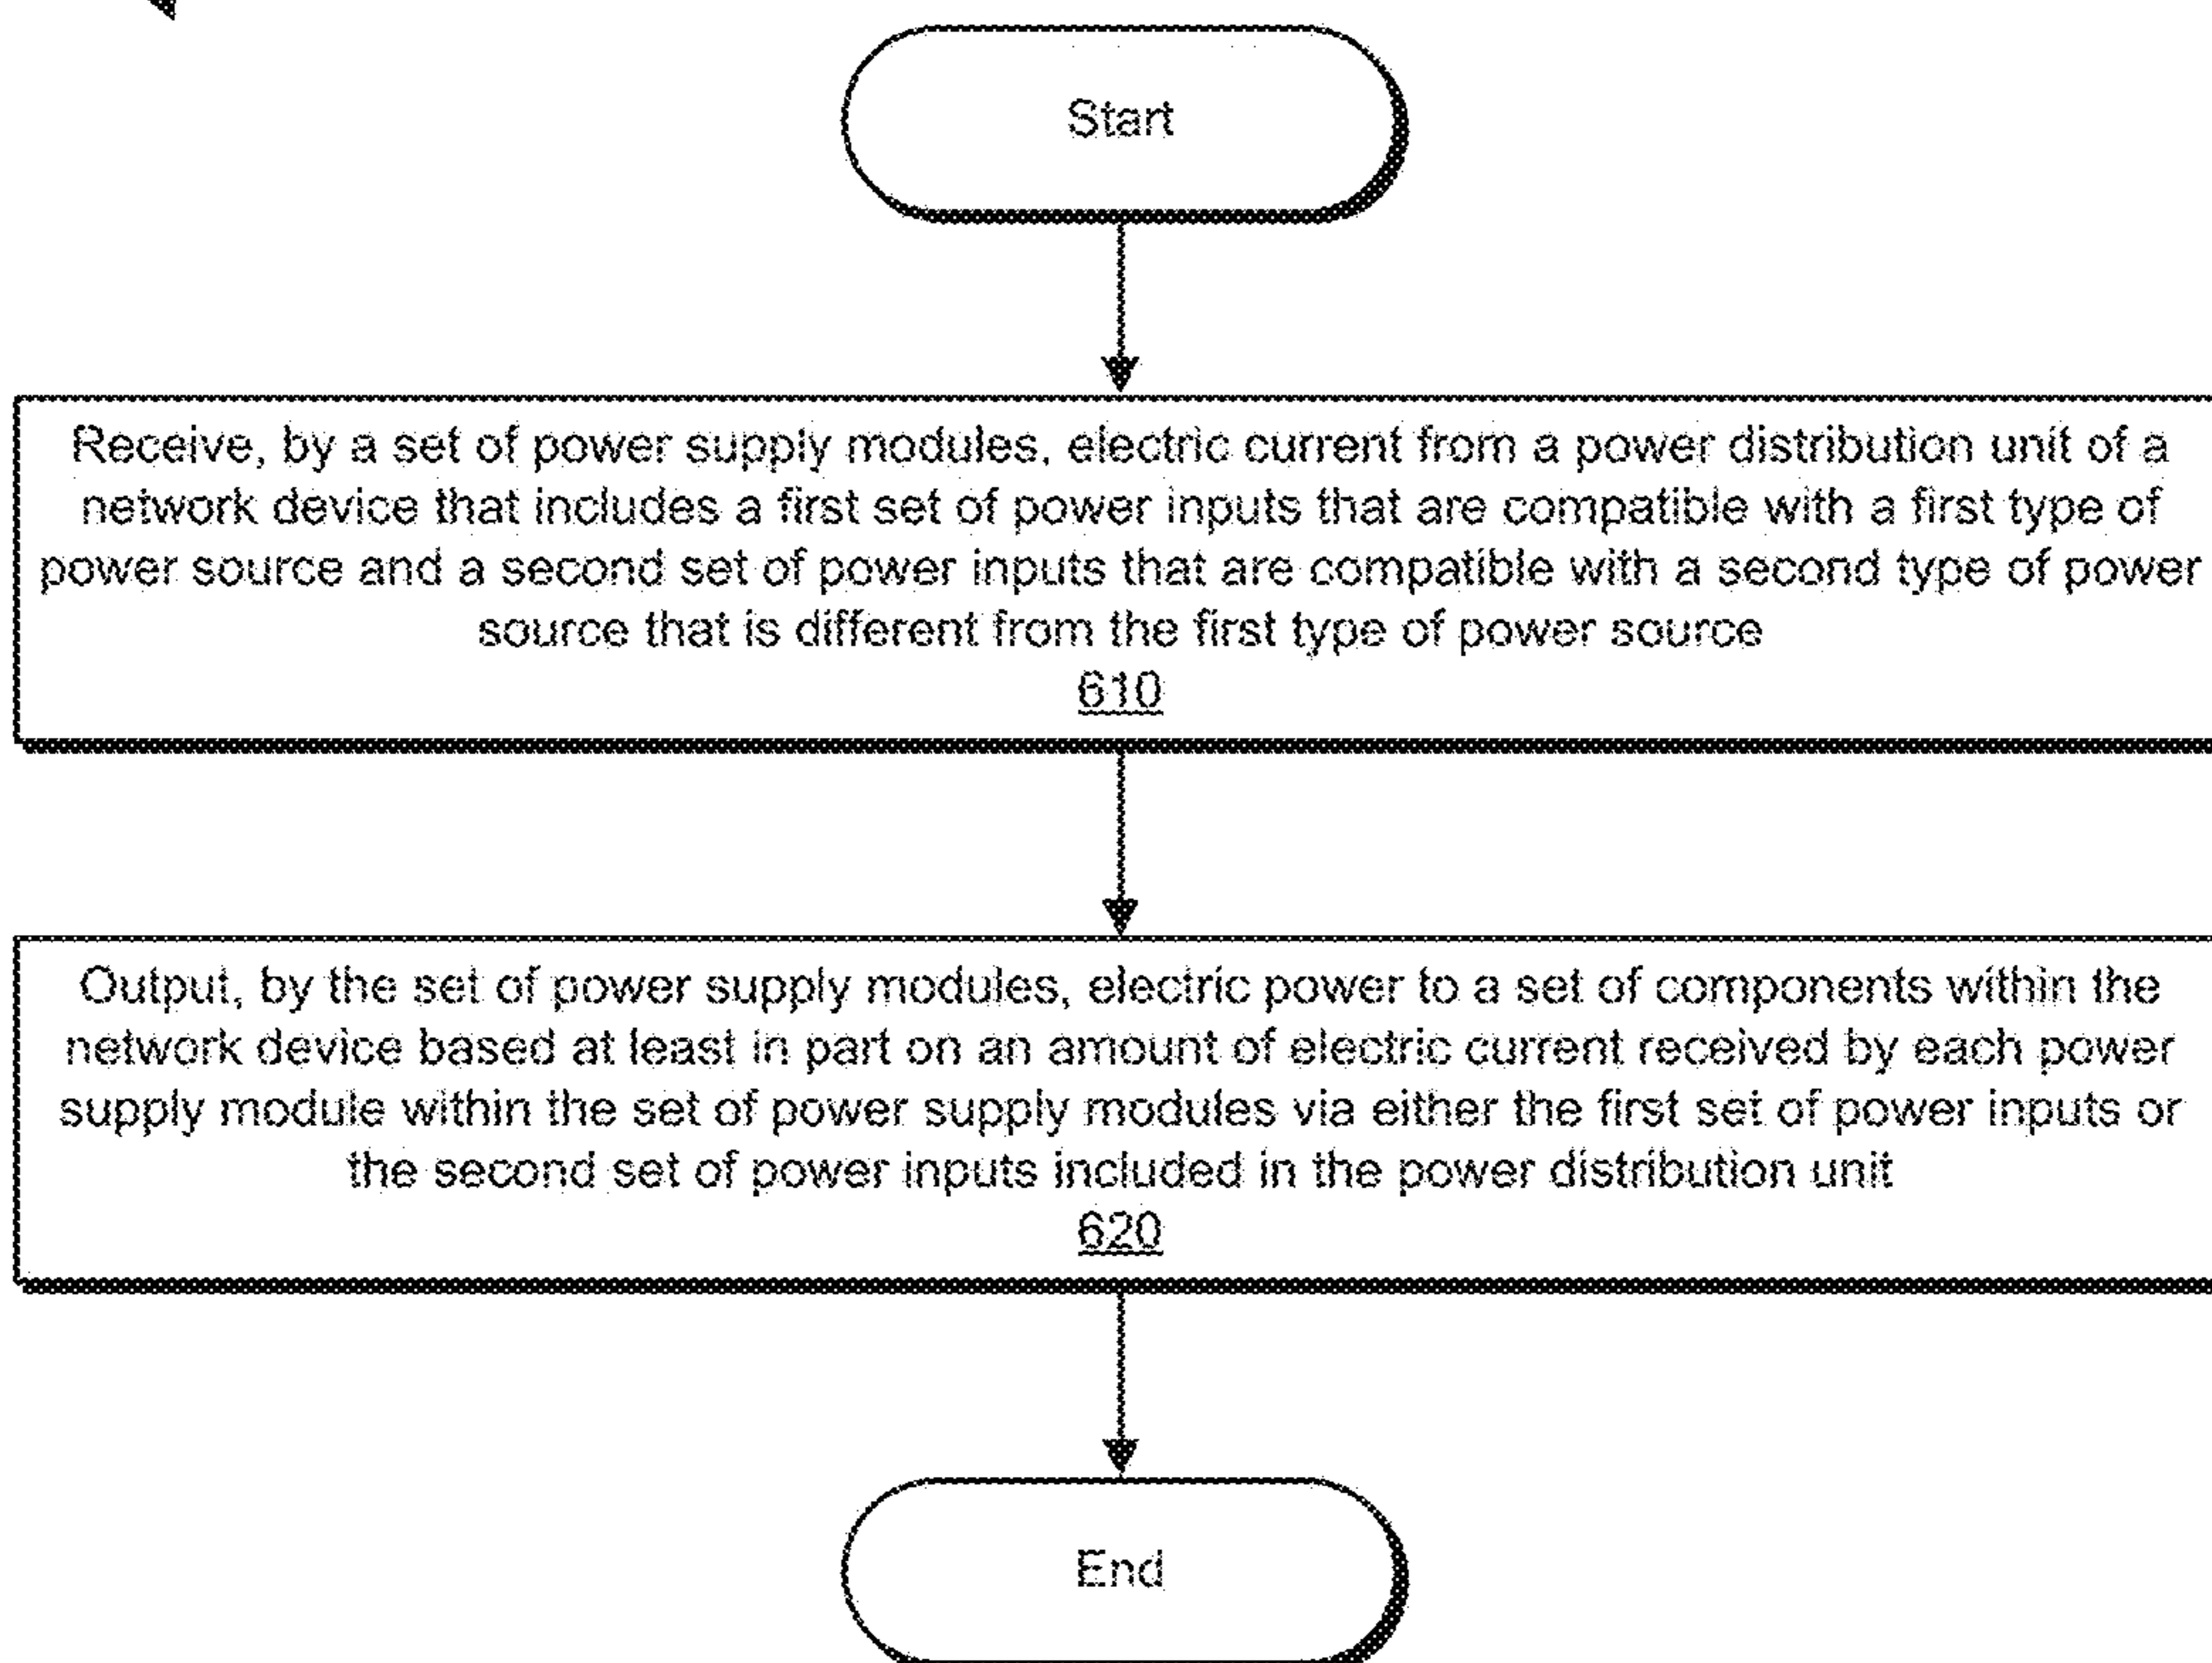 Start
Receive, by a set of power supply modules, electric current from a power distribution unit of a
network device that includes a first set of power inputs that are compatible with a first type of
power source and a second set of power inputs that are compatible with a second type of power
source that is different from the first type of power source
610
Output, by the set of power supply modules, electric power to a set of components within the
network device based at least in part on an amount of electric current received by each power
supply module within the set of power supply modules via either the first set of power inputs or
the second set of power inputs included in the power distribution unit
620
End